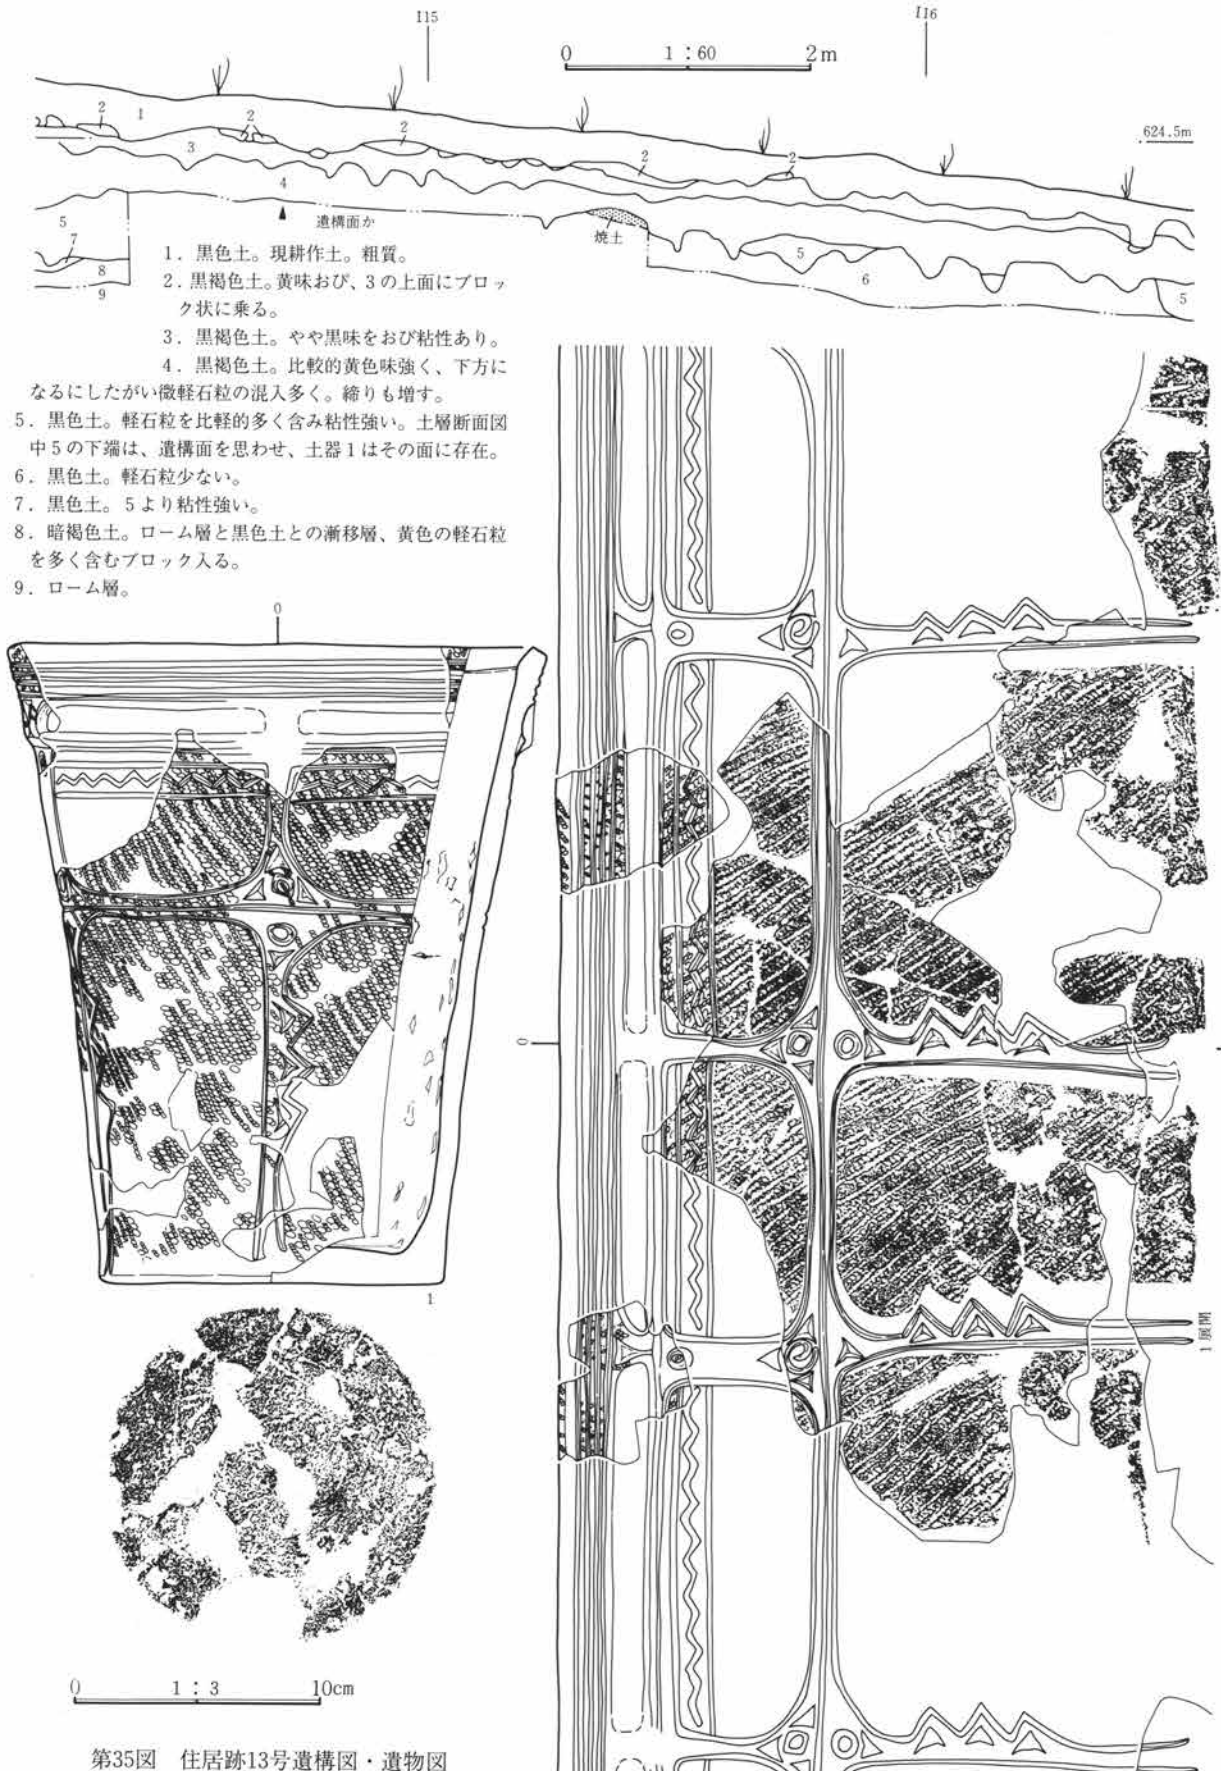 I15
I16
0 1：60 2m
624.5m
2
1
2
2
2
2
3
4
5
遺構面か
焼土
7
8
9
5
6
5
1．黒色土。現耕作土。粗質。
2．黒褐色土。黄味おび、3の上面にブロッ
ク状に乗る。
3．黒褐色土。やや黒味をおび粘性あり。
4．黒褐色土。比較的黄色味強く、下方に
なるにしたがい微軽石粒の混入多く。締りも増す。
5．黒色土。軽石粒を比軽的多く含み粘性強い。土層断面図
中5の下端は、遺構面を思わせ、土器1はその面に存在。
6．黒色土。軽石粒少ない。
7．黒色土。5より粘性強い。
8．暗褐色土。ローム層と黒色土との漸移層、黄色の軽石粒
を多く含むブロック入る。
9．ローム層。
0
0
1
1展開
0 1：3 10cm
第35図 住居跡13号遺構図・遺物図